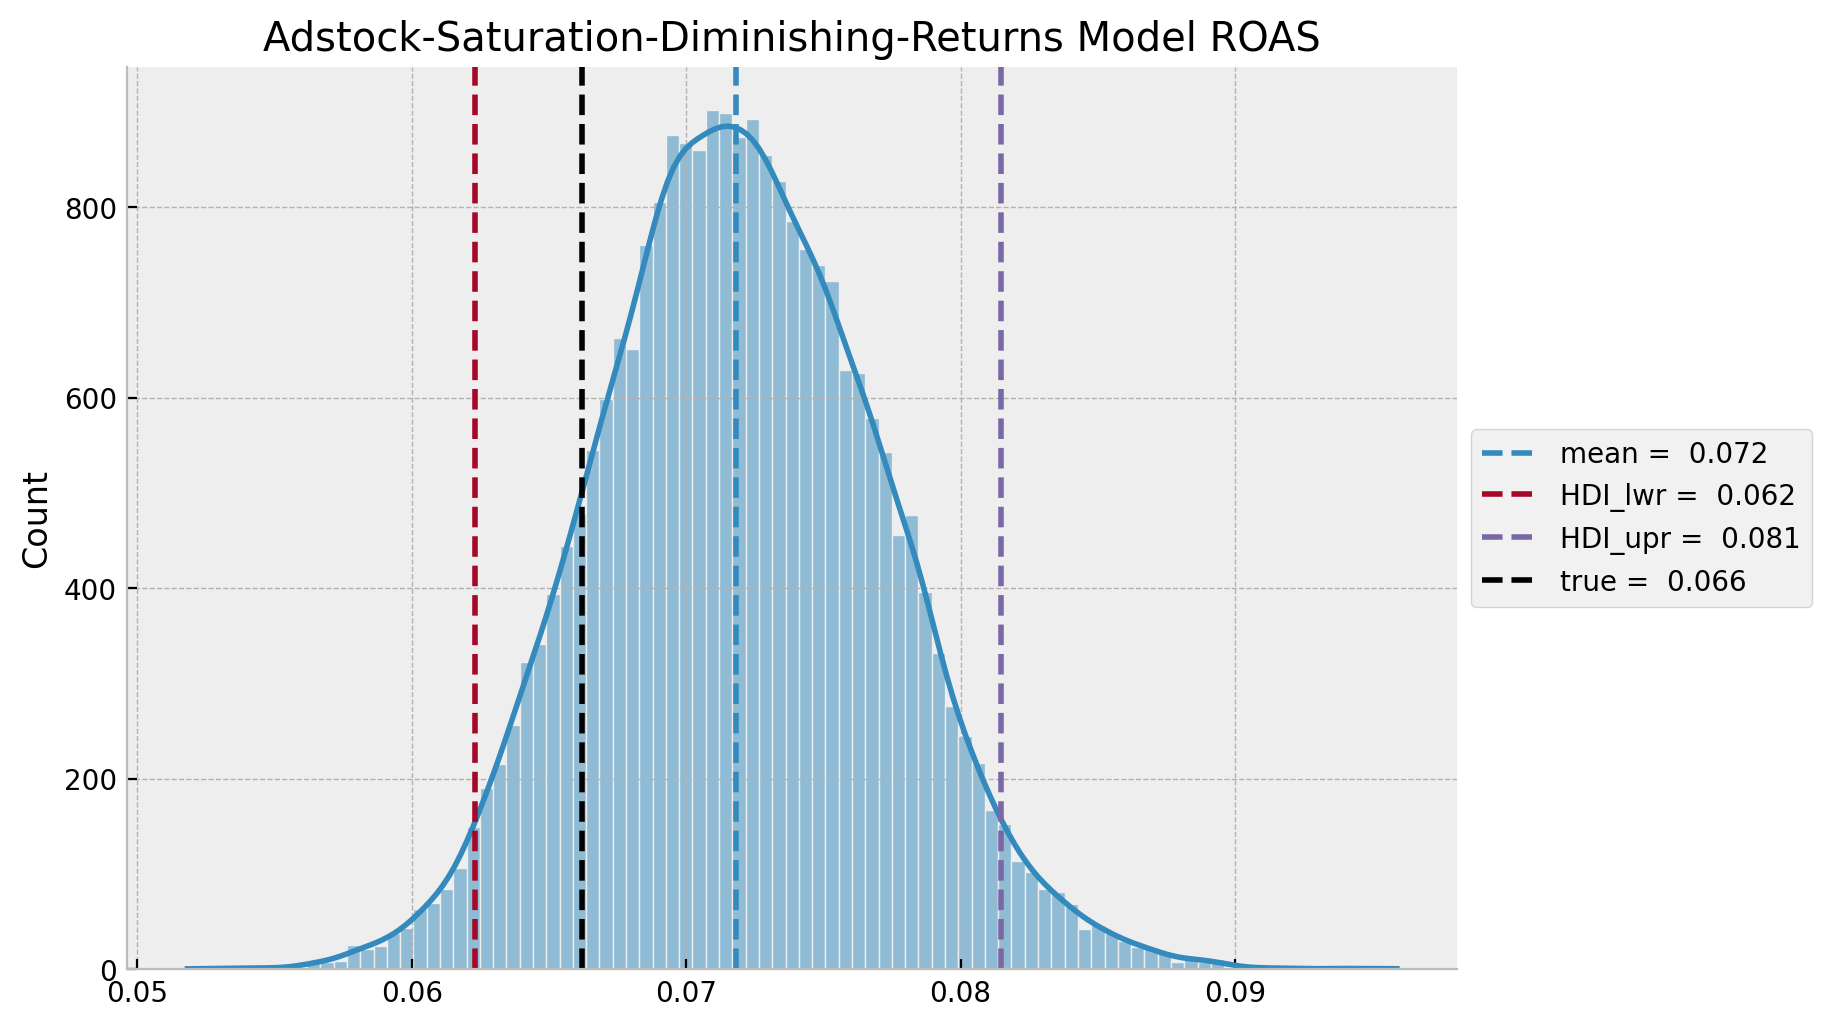 Adstock-Saturation-Diminishing-Returns Model ROAS
Count
800
600
400
200
0
0.05
0.06
0.07
0.08
0.09
mean =  0.072
HDI_lwr =  0.062
HDI_upr =  0.081
true =  0.066